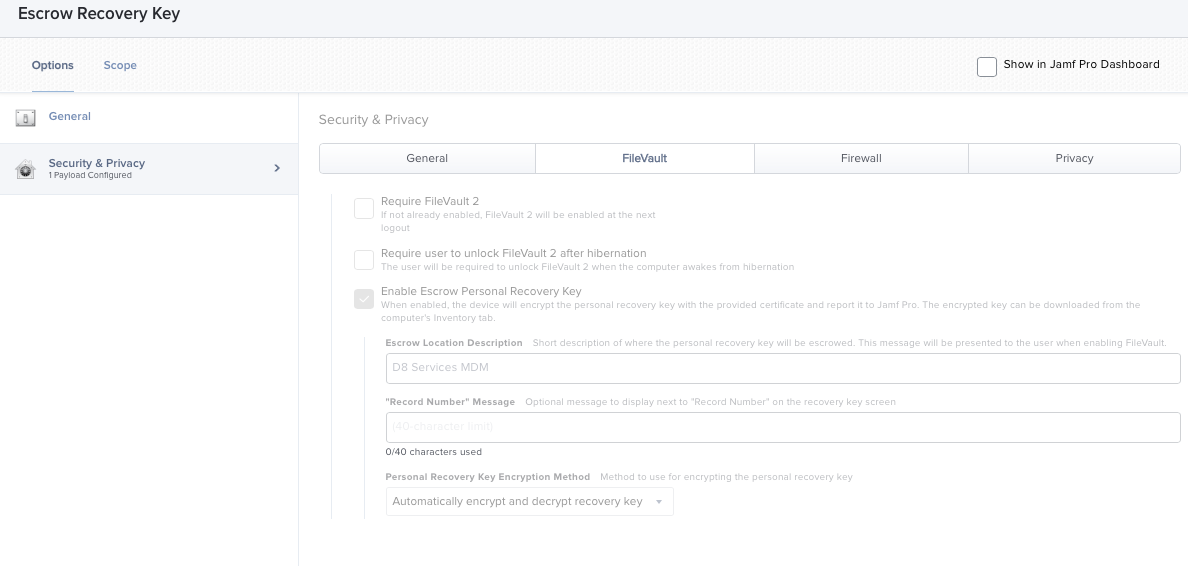 Escrow Recovery Key
Options
Scope
Show in Jamf Pro Dashboard
General
Security & Privacy
1 Payload Configured
Security & Privacy
General
FileVault
Firewall
Privacy
Require FileVault 2
If not already enabled, FileVault 2 will be enabled at the next
logout
Require user to unlock FileVault 2 after hibernation
The user will be required to unlock FileVault 2 when the computer awakes from hibernation
Enable Escrow Personal Recovery Key
When enabled, the device will encrypt the personal recovery key with the provided certificate and report it to Jamf Pro. The encrypted key can be downloaded from the
computer's Inventory tab.
Escrow Location Description Short description of where the personal recovery key will be escrowed. This message will be presented to the user when enabling FileVault.
D8 Services MDM
"Record Number" Message Optional message to display next to "Record Number" on the recovery key screen
(40-character limit)
0/40 characters used
Personal Recovery Key Encryption Method Method to use for encrypting the personal recovery key
Automatically encrypt and decrypt recovery key